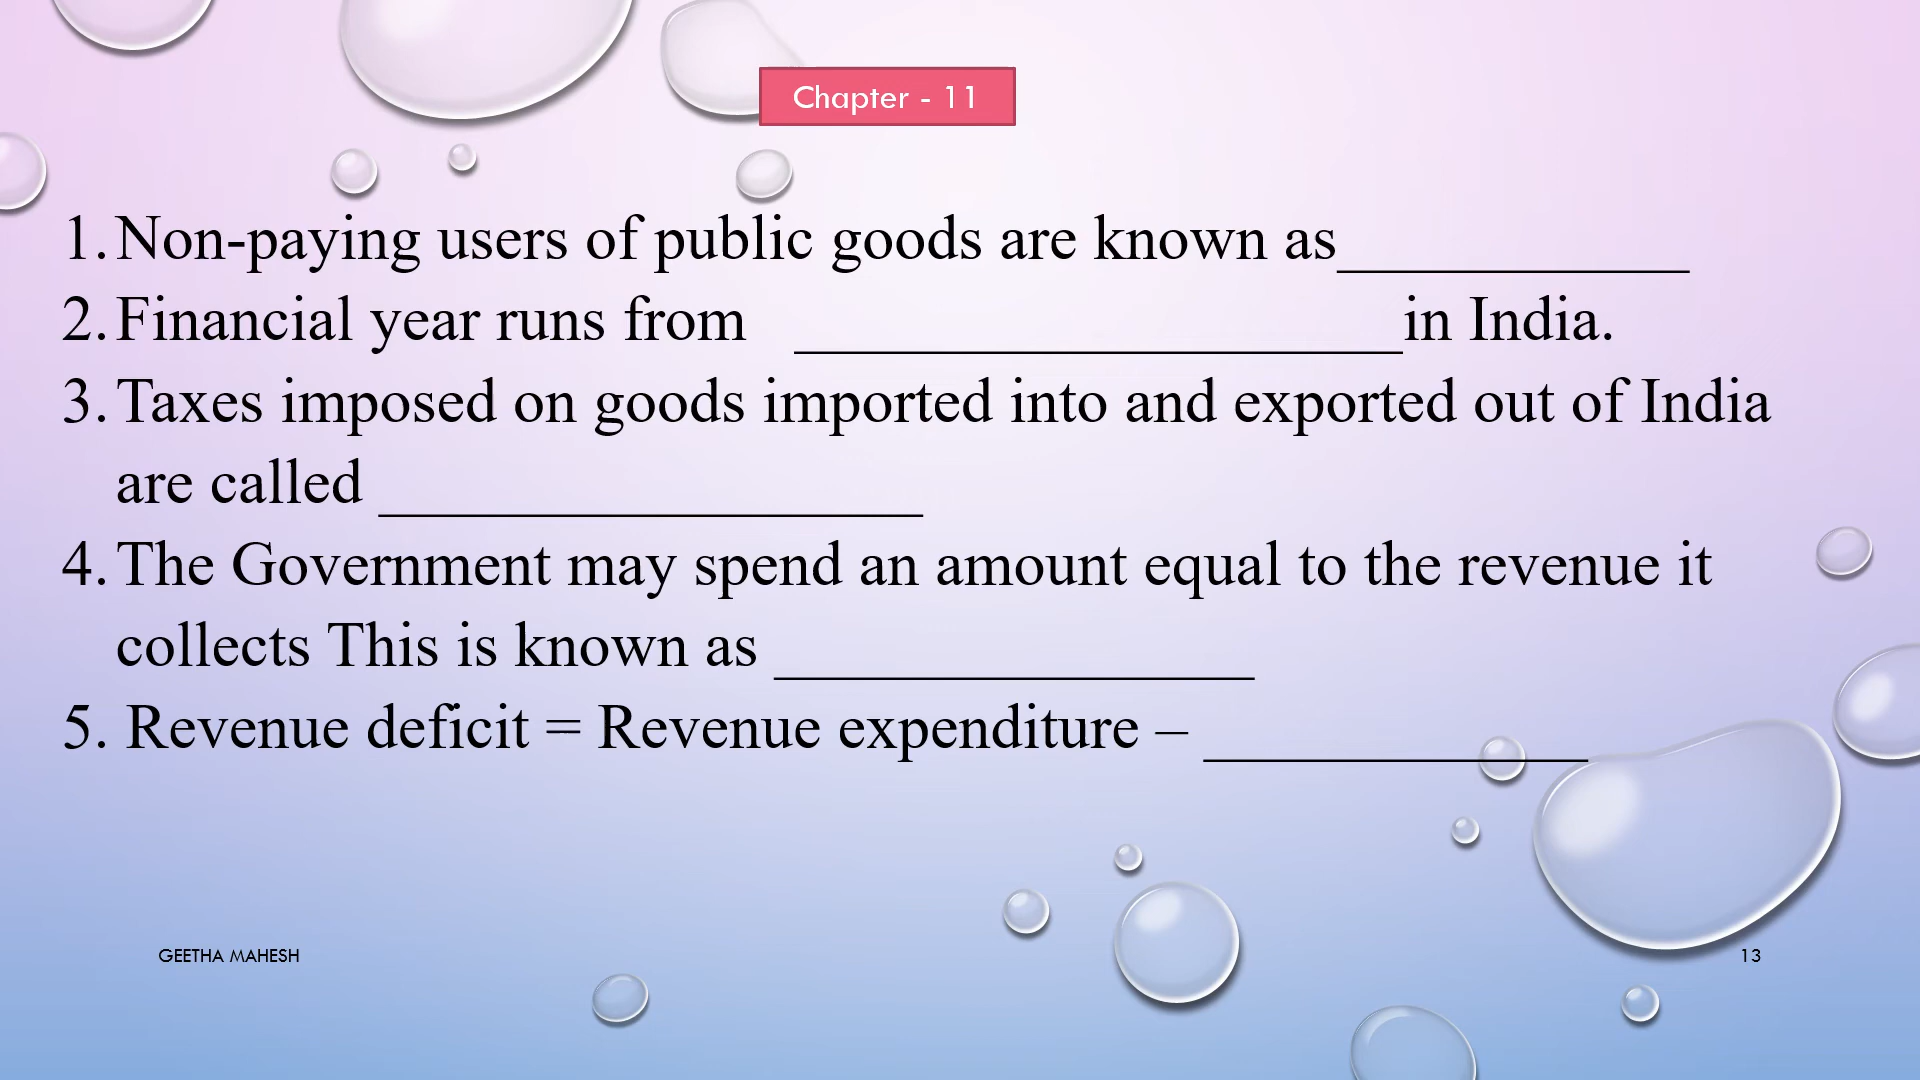 Chapter - 11
1. Non-paying users of public goods are known as___________
2. Financial year runs from ___________________in India.
3. Taxes imposed on goods imported into and exported out of India
are called _________________
4. The Government may spend an amount equal to the revenue it
collects This is known as _______________
5. Revenue deficit = Revenue expenditure – ____________
GEETHA MAHESH
13